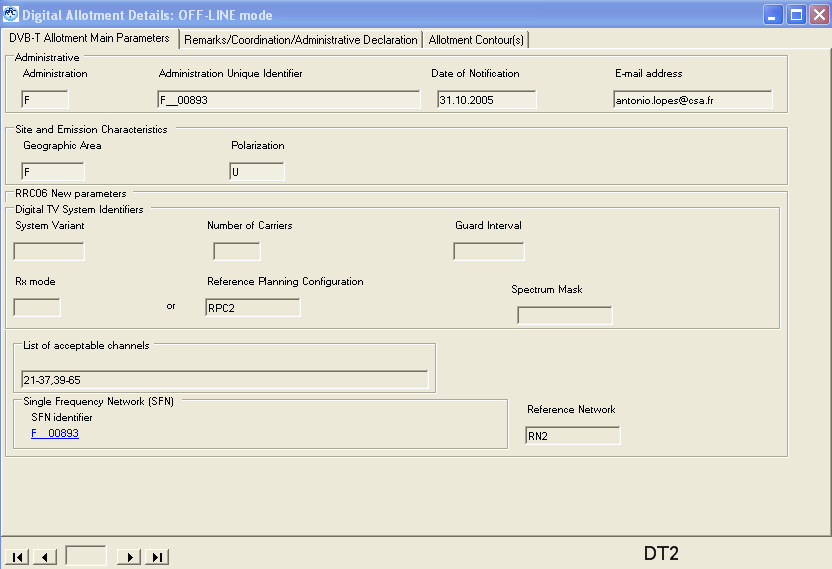 Digital Allotment Details: OFF-LINE mode
DVB-T Allotment Main Parameters Remarks/Coordination/Administrative Declaration Allotment Contour(s)
Administrative
Administration Administration Unique Identifier Date of Notification E-mail address
F F__00893 31.10.2005 antonio.lopes@csa.fr
Site and Emission Characteristics
Geographic Area Polarization
F U
RRC06 New parameters
Digital TV System Identifiers
System Variant Number of Carriers Guard Interval
Rx mode Reference Planning Configuration Spectrum Mask
or RPC2
List of acceptable channels
21-37,39-65
Single Frequency Network (SFN)
SFN identifier Reference Network
F__00893 RN2
DT2